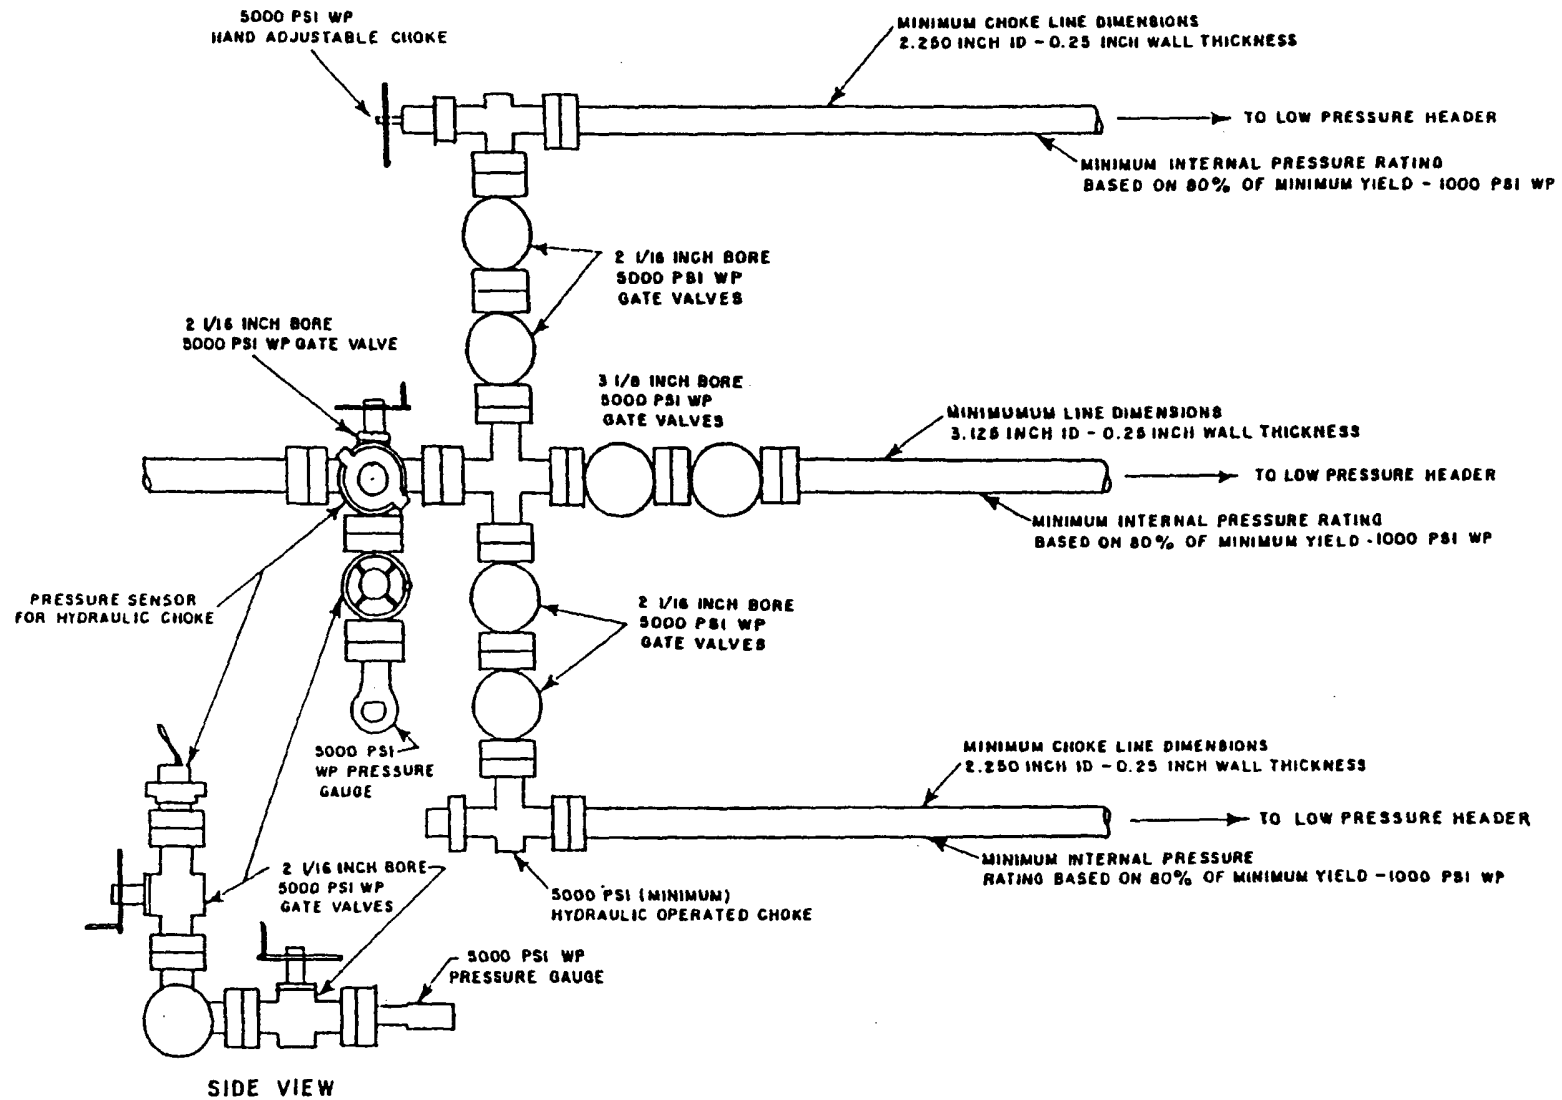 5000 PSI WP
HAND ADJUSTABLE CHOKE
MINIMUM CHOKE LINE DIMENSIONS
2.250 INCH ID - 0.25 INCH WALL THICKNESS
TO LOW PRESSURE HEADER
MINIMUM INTERNAL PRESSURE RATING
BASED ON 80% OF MINIMUM YIELD - 1000 PSI WP
2 1/16 INCH BORE
5000 PSI WP
GATE VALVES
2 1/16 INCH BORE
5000 PSI WP GATE VALVE
3 1/8 INCH BORE
5000 PSI WP
GATE VALVES
MINIMUMUM LINE DIMENSIONS
3.125 INCH ID - 0.25 INCH WALL THICKNESS
TO LOW PRESSURE HEADER
MINIMUM INTERNAL PRESSURE RATING
BASED ON 80% OF MINIMUM YIELD - 1000 PSI WP
PRESSURE SENSOR
FOR HYDRAULIC CHOKE
2 1/16 INCH BORE
5000 PSI WP
GATE VALVES
5000 PSI
WP PRESSURE
GAUGE
MINIMUM CHOKE LINE DIMENSIONS
2.250 INCH ID - 0.25 INCH WALL THICKNESS
TO LOW PRESSURE HEADER
MINIMUM INTERNAL PRESSURE
RATING BASED ON 80% OF MINIMUM YIELD - 1000 PSI WP
2 1/16 INCH BORE
5000 PSI WP
GATE VALVES
5000 PSI (MINIMUM)
HYDRAULIC OPERATED CHOKE
5000 PSI WP
PRESSURE GAUGE
SIDE VIEW